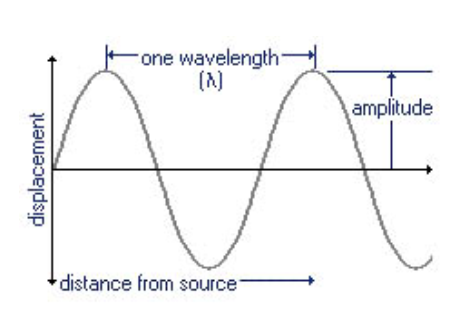 one wavelength
(λ)
amplitude
displacement
distance from source